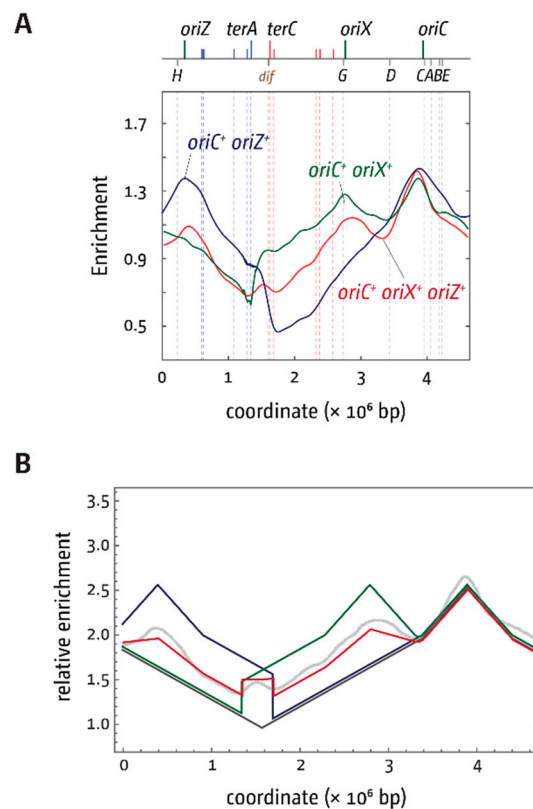 A
oriZ terA terC oriX oriC
H dif G D CABE
1.7
1.3
0.9
0.5
Enrichment
oriC⁺ oriZ⁺
oriC⁺ oriX⁺
oriC⁺ oriX⁺ oriZ⁺
0 1 2 3 4
coordinate (× 10⁶ bp)
B
3.5
3.0
2.5
2.0
1.5
1.0
relative enrichment
0 2 4
coordinate (× 10⁶ bp)